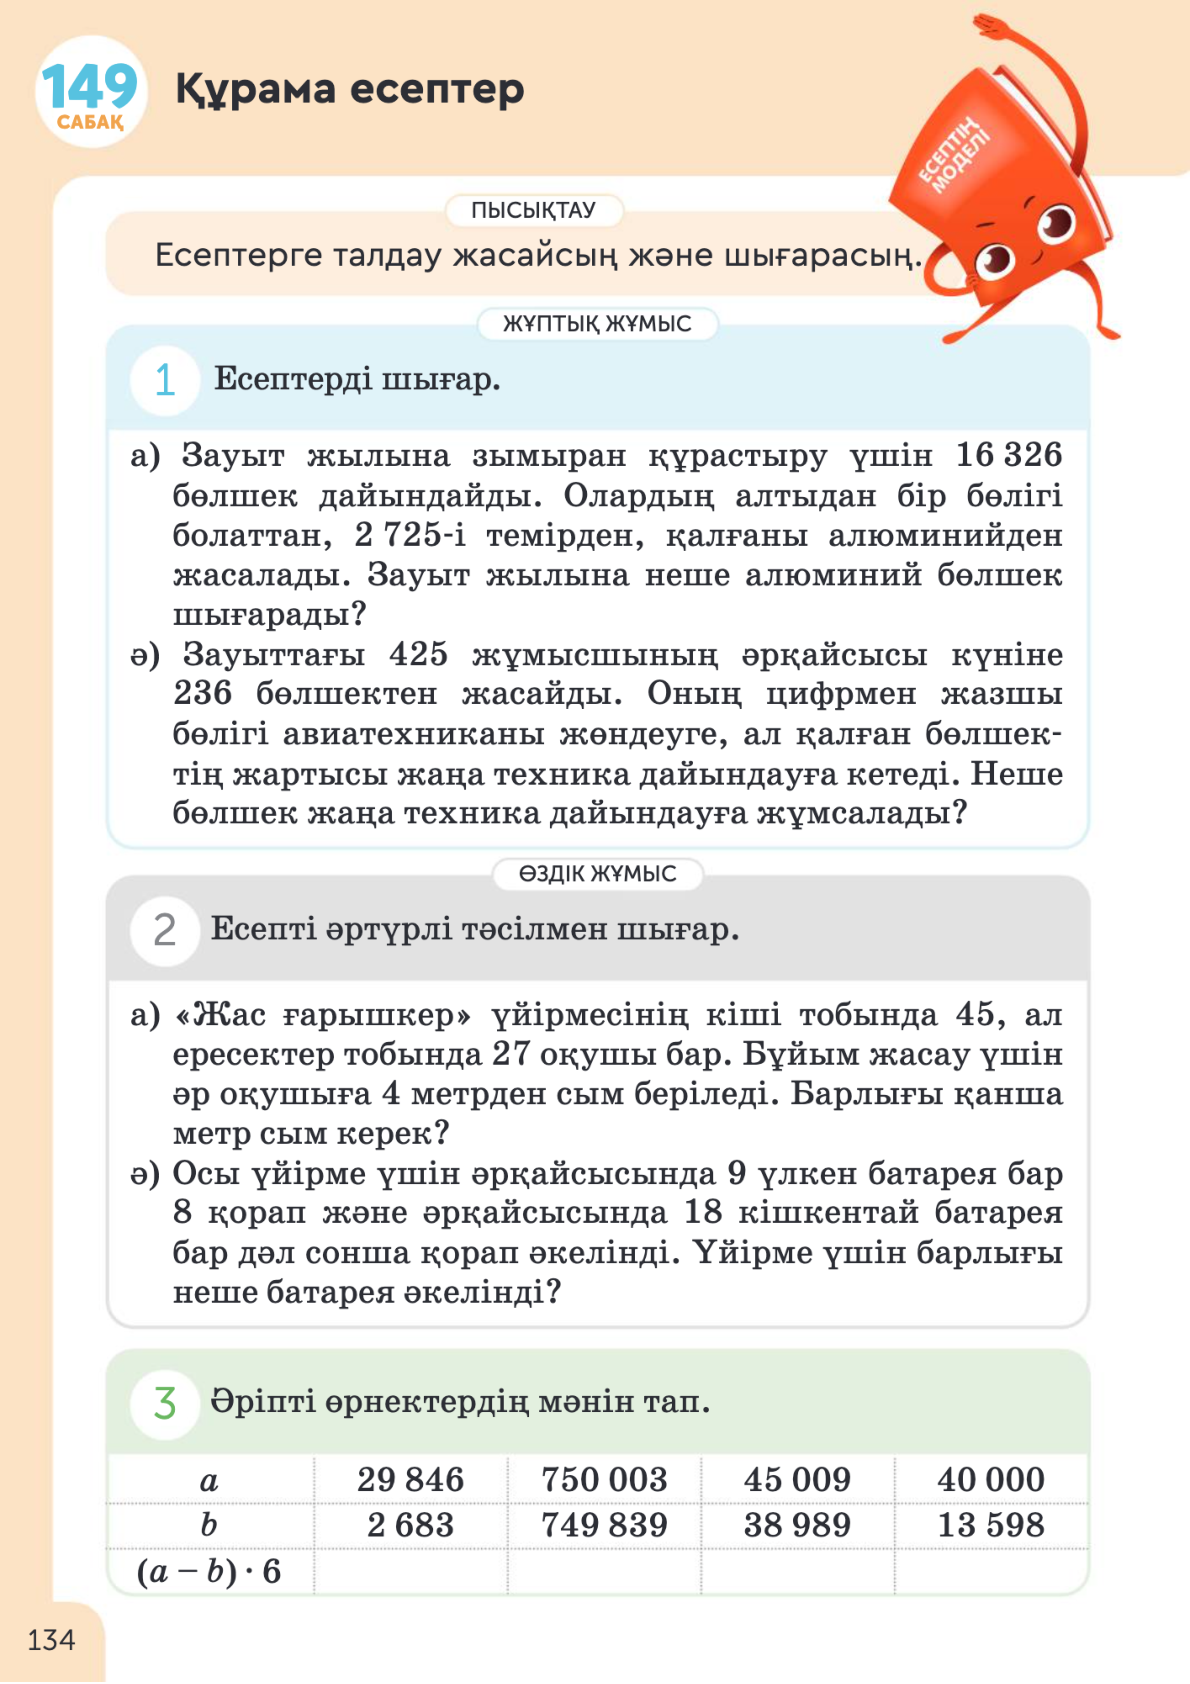 149
САБАҚ
Құрама есептер
ЕСЕПТІҢ
МОДЕЛІ
ПЫСЫҚТАУ
Есептерге талдау жасайсың және шығарасың.
ЖҰПТЫҚ ЖҰМЫС
1 Есептерді шығар.
а) Зауыт жылына зымыран құрастыру үшін 16 326
бөлшек дайындайды. Олардың алтыдан бір бөлігі
болаттан, 2 725-і темірден, қалғаны алюминийден
жасалады. Зауыт жылына неше алюминий бөлшек
шығарады?
ә) Зауыттағы 425 жұмысшының әрқайсысы күніне
236 бөлшектен жасайды. Оның цифрмен жазшы
бөлігі авиатехниканы жөндеуге, ал қалған бөлшек-
тің жартысы жаңа техника дайындауға кетеді. Неше
бөлшек жаңа техника дайындауға жұмсалады?
ӨЗДІК ЖҰМЫС
2 Есепті әртүрлі тәсілмен шығар.
а) «Жас ғарышкер» үйірмесінің кіші тобында 45, ал
ересектер тобында 27 оқушы бар. Бұйым жасау үшін
әр оқушыға 4 метрден сым беріледі. Барлығы қанша
метр сым керек?
ә) Осы үйірме үшін әрқайсысында 9 үлкен батарея бар
8 қорап және әрқайсысында 18 кішкентай батарея
бар дәл сонша қорап әкелінді. Үйірме үшін барлығы
неше батарея әкелінді?
3 Әріпті өрнектердің мәнін тап.
a 29 846 750 003 45 009 40 000
b 2 683 749 839 38 989 13 598
(a – b) · 6
134